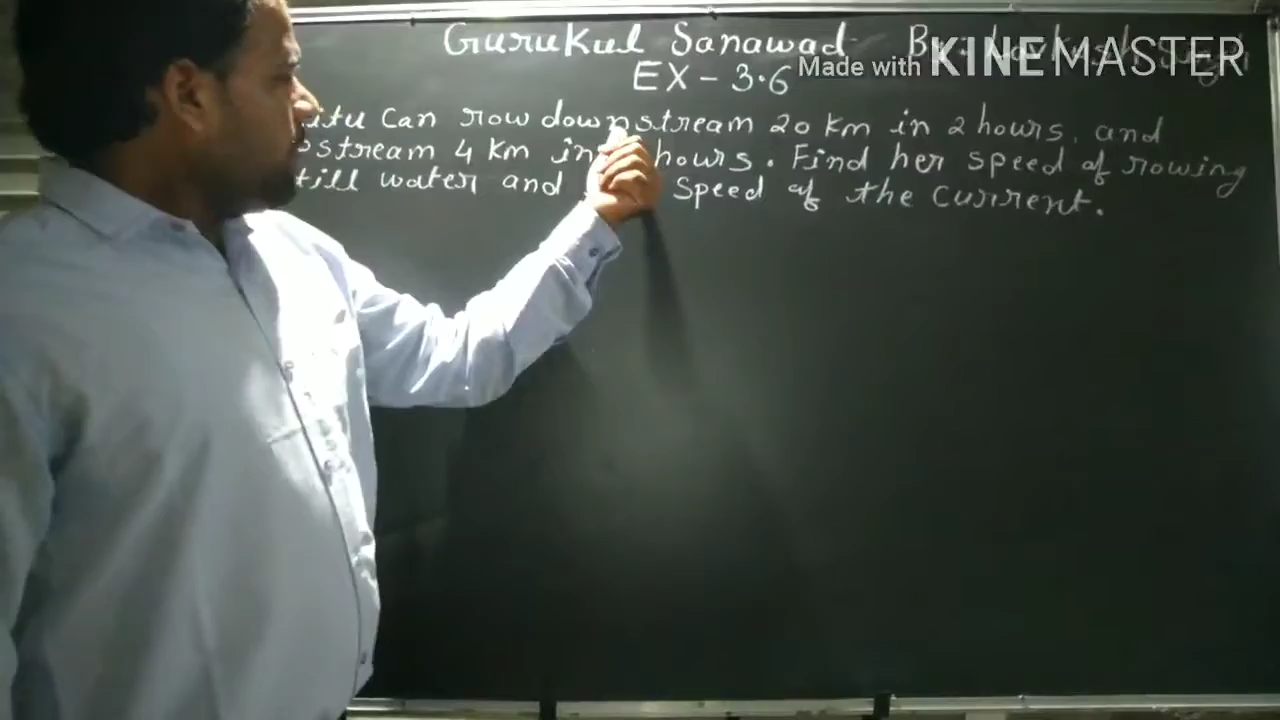 Gurukul Sanawad By:
Made with KINEMASTER
EX - 3.6
can row downstream 20 km in 2 hours, and
4 km in hours. Find her speed of rowing
water and speed of the current.